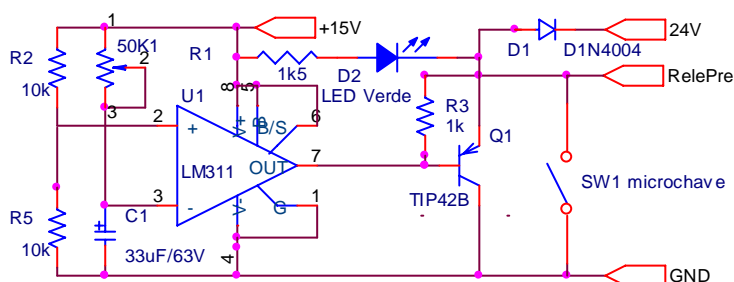 1
+15V
24V
R2
50K1
R1
D1
D1N4004
10k
2
1k5
D2
LED Verde
RelePre
3
U1
8
5
R3
1k
V+
B
B/S
6
2
+
Q1
LM311
OUT
7
3
-
V-
G
1
TIP42B
SW1 microchave
R5
C1
10k
+
33uF/63V
4
GND